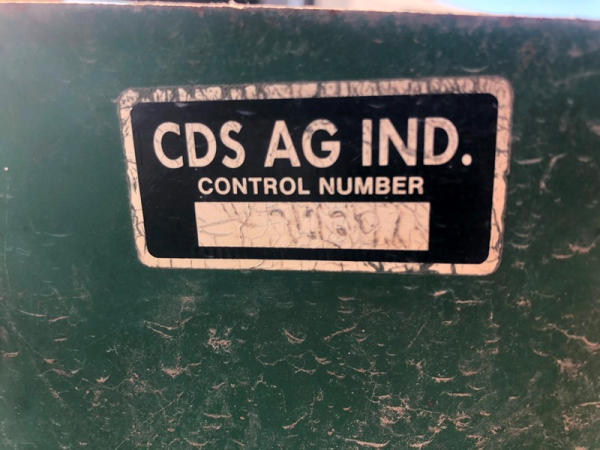 CDS AG IND.
CONTROL NUMBER